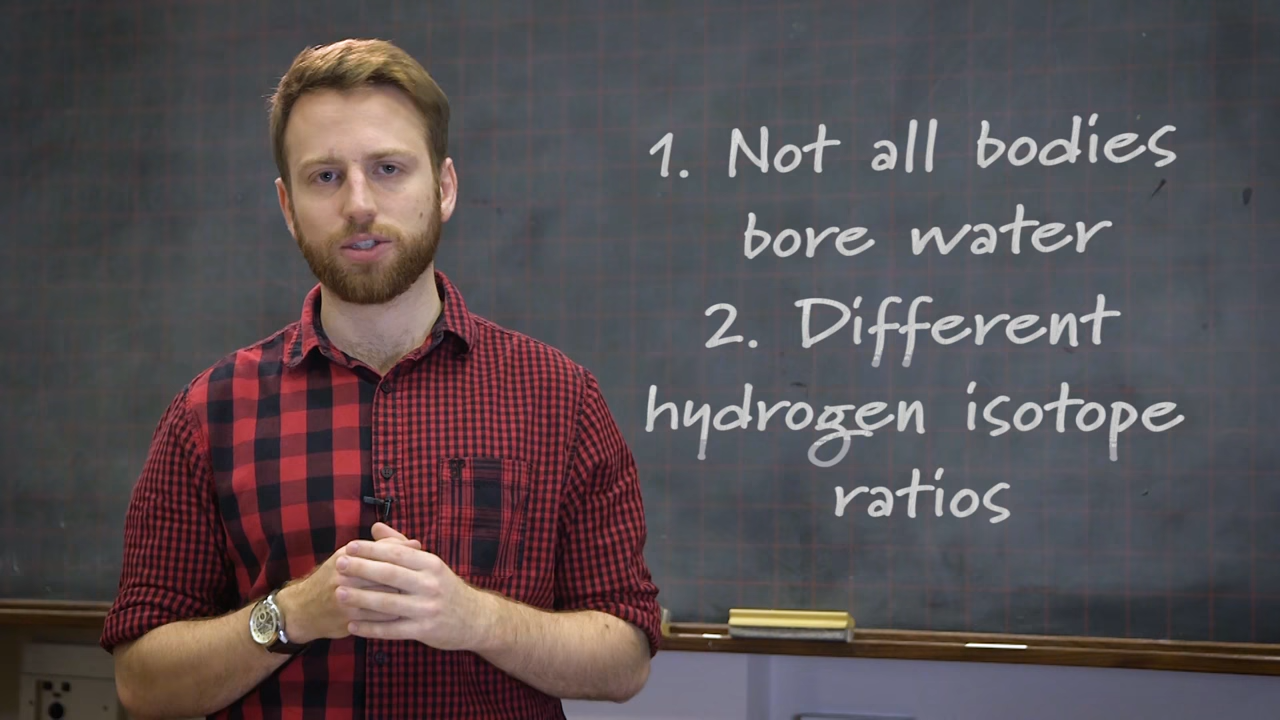 1. Not all bodies
bore water
2. Different
hydrogen isotope
ratios